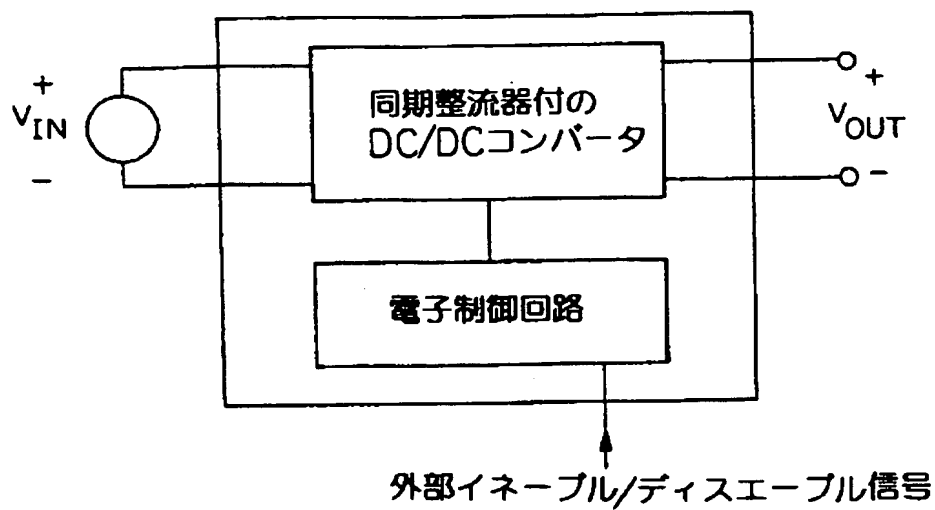 +
V_IN
-
同期整流器付の
DC/DCコンバータ
+
V_OUT
-
電子制御回路
外部イネーブル/ディスエーブル信号